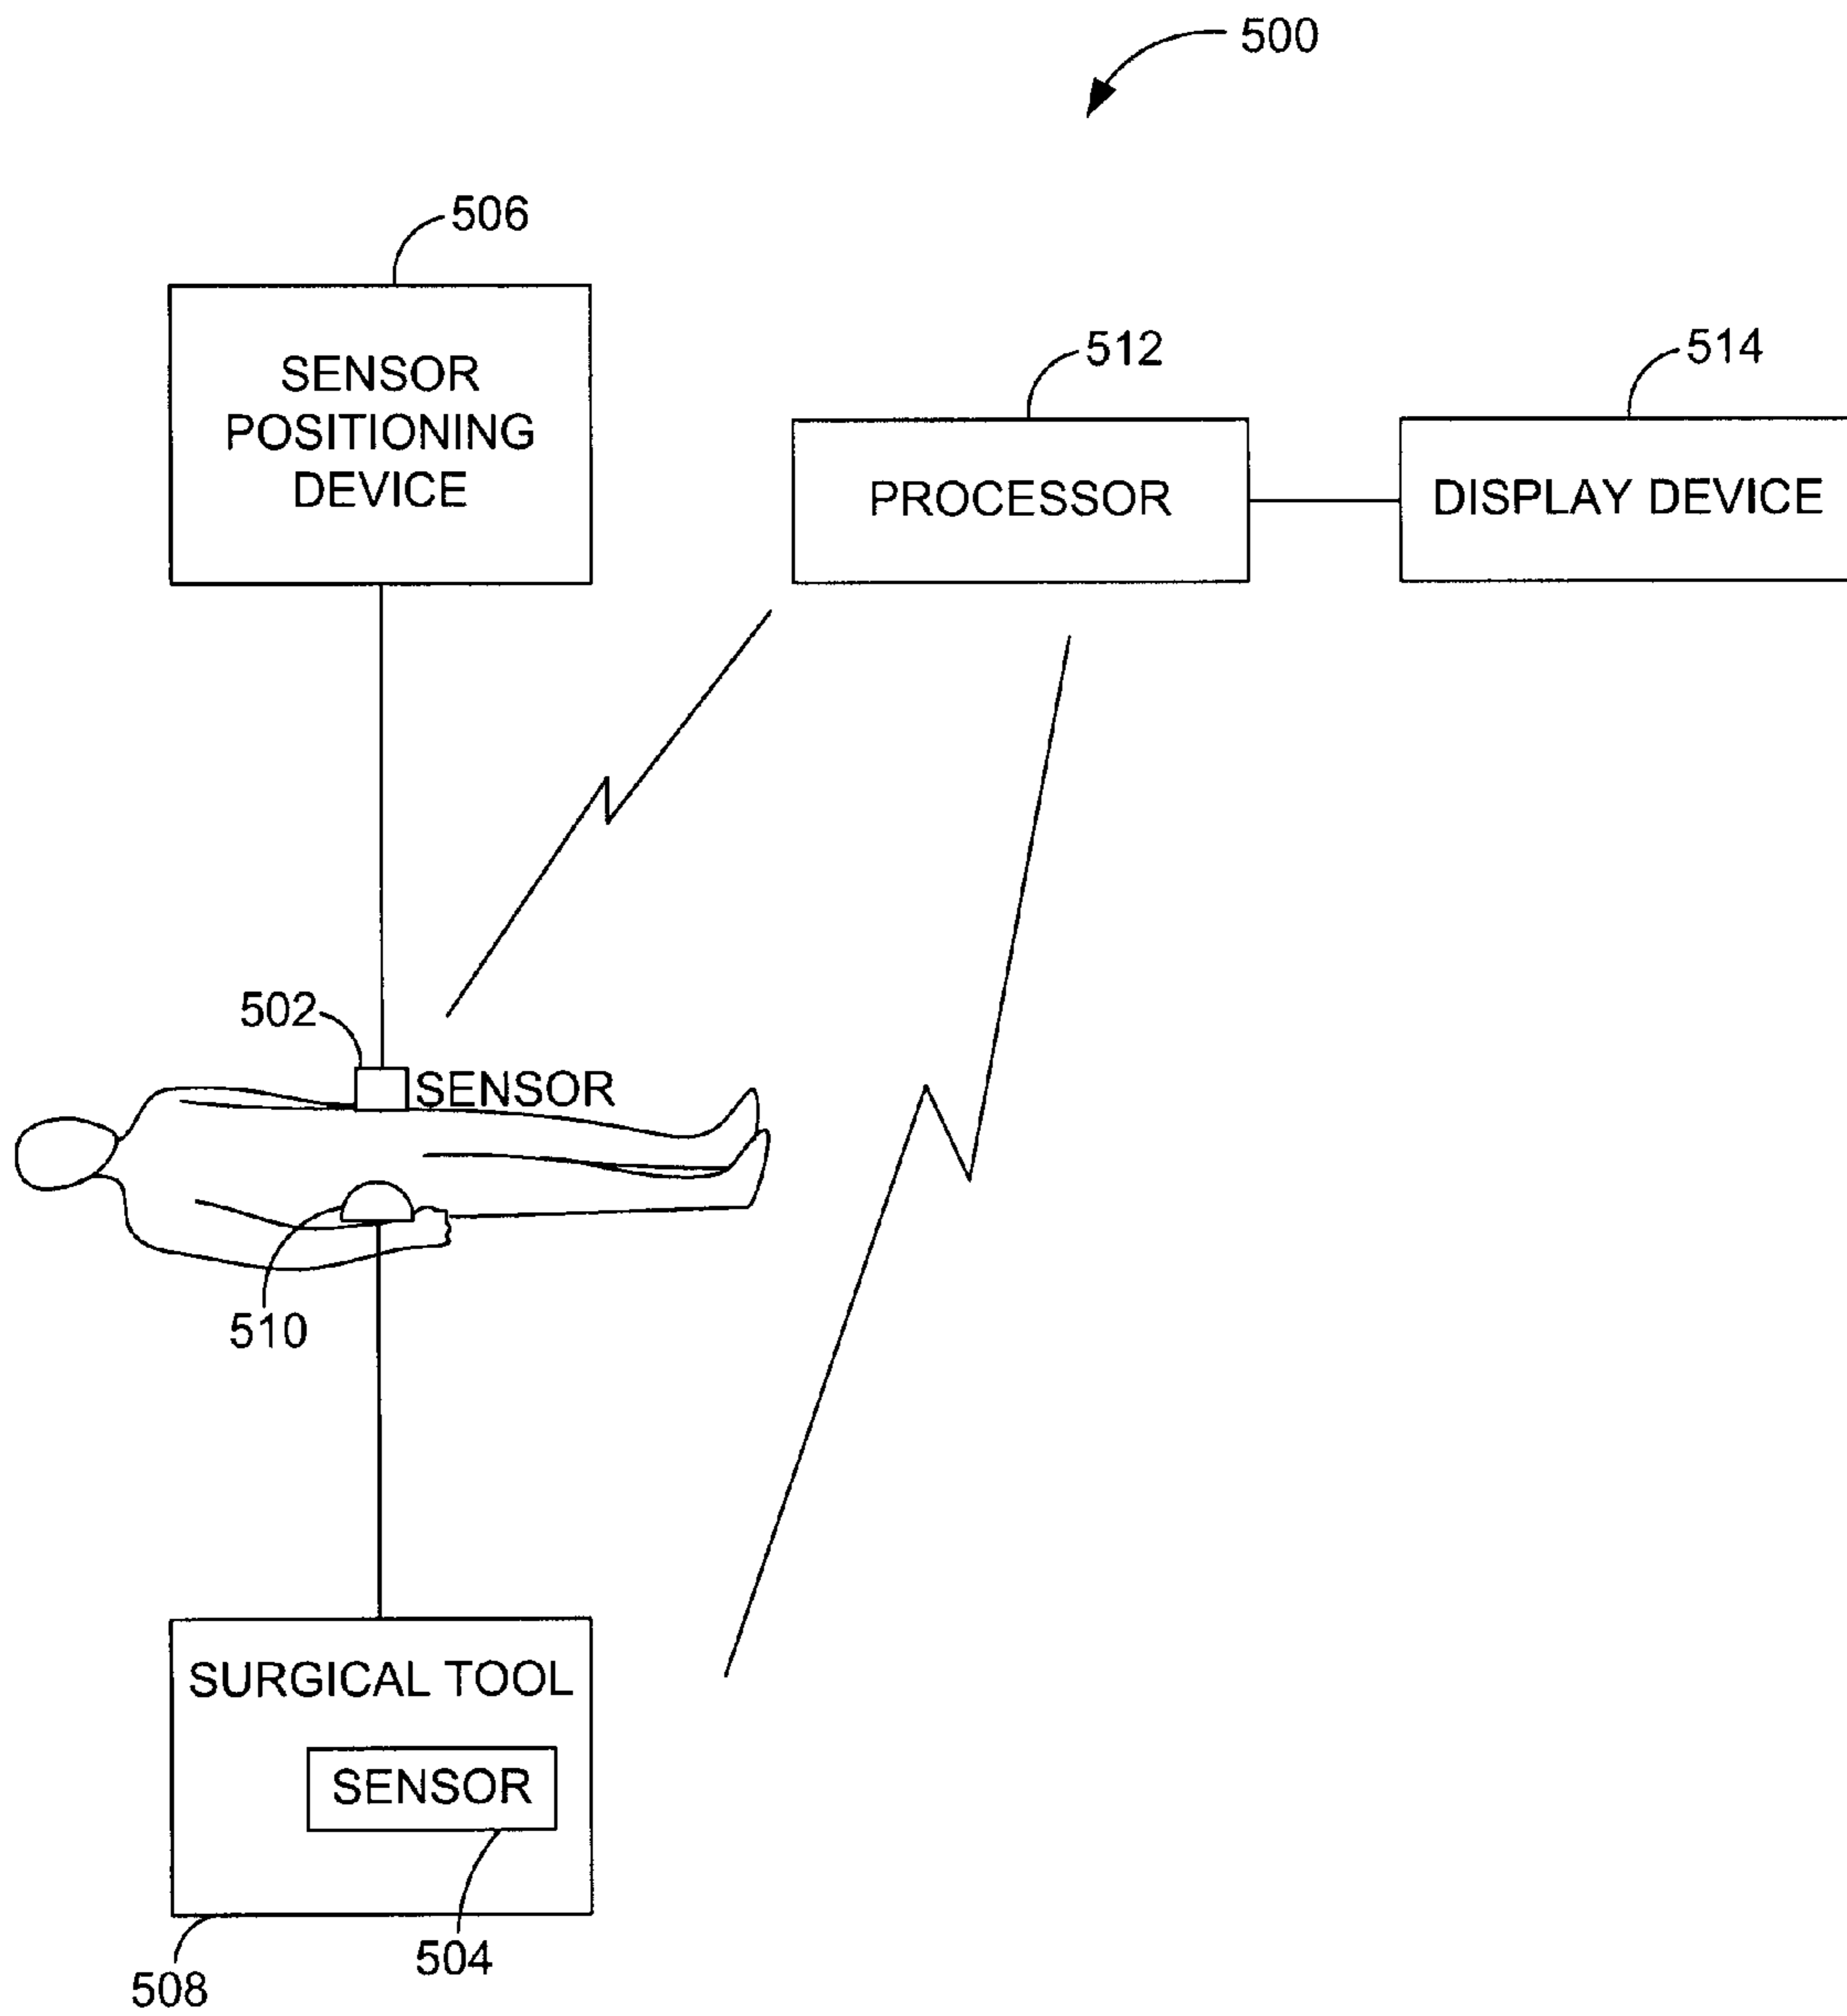 500
506
SENSOR
POSITIONING
DEVICE
512
PROCESSOR
514
DISPLAY DEVICE
502
SENSOR
510
SURGICAL TOOL
SENSOR
504
508